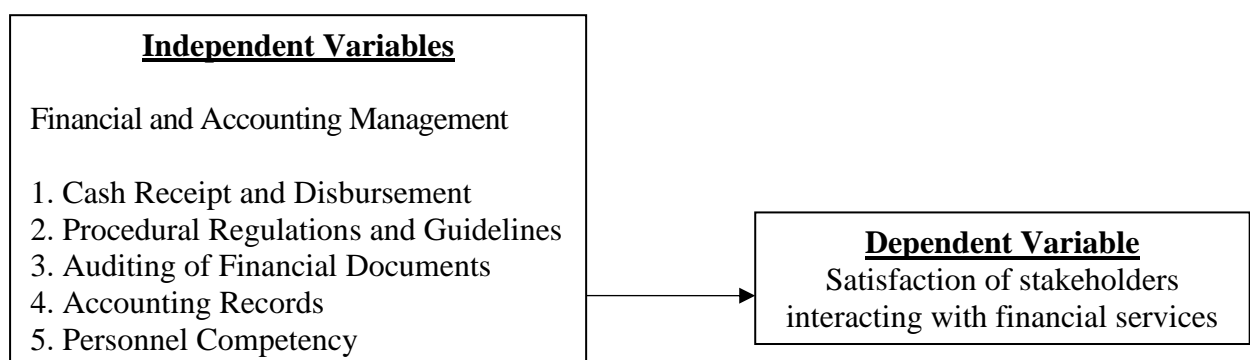 Independent Variables
Financial and Accounting Management
1. Cash Receipt and Disbursement
2. Procedural Regulations and Guidelines
3. Auditing of Financial Documents
4. Accounting Records
5. Personnel Competency
Dependent Variable
Satisfaction of stakeholders
interacting with financial services